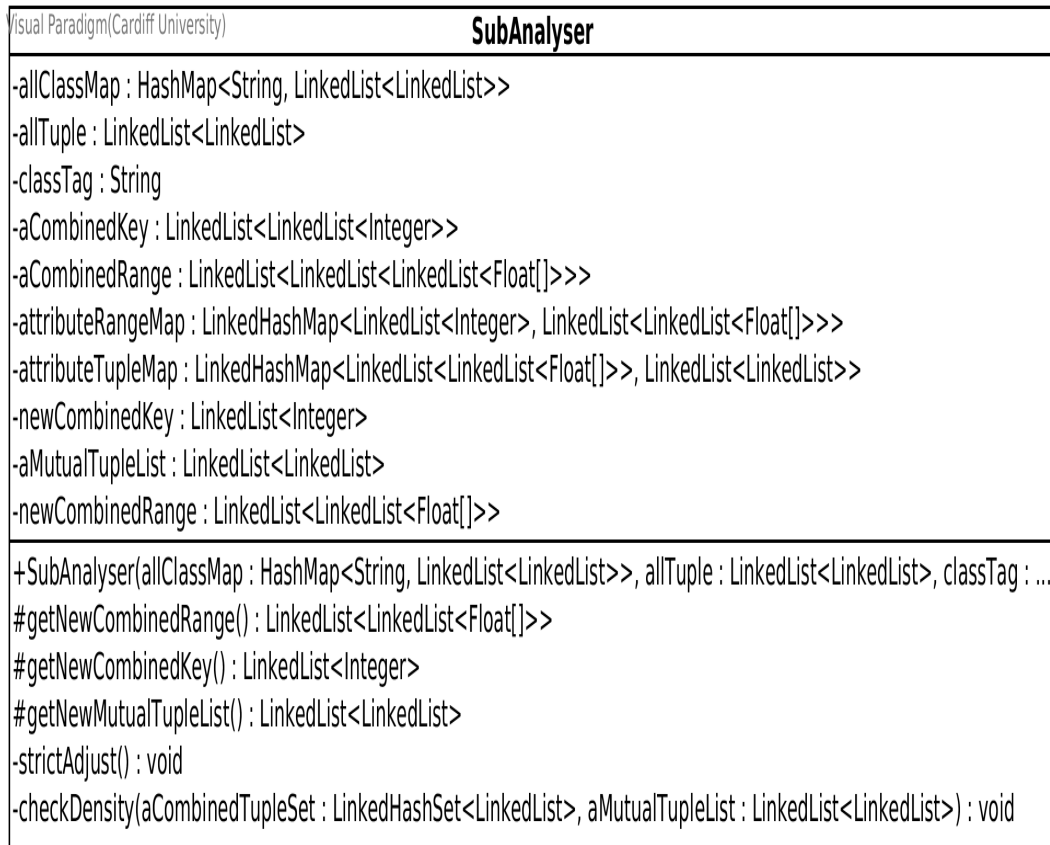 Visual Paradigm(Cardiff University)
SubAnalyser
-allClassMap : HashMap<String, LinkedList<LinkedList>>
-allTuple : LinkedList<LinkedList>
-classTag : String
-aCombinedKey : LinkedList<LinkedList<Integer>>
-aCombinedRange : LinkedList<LinkedList<LinkedList<Float[]>>>
-attributeRangeMap : LinkedHashMap<LinkedList<Integer>, LinkedList<LinkedList<Float[]>>>
-attributeTupleMap : LinkedHashMap<LinkedList<LinkedList<Float[]>>, LinkedList<LinkedList>>
-newCombinedKey : LinkedList<Integer>
-aMutualTupleList : LinkedList<LinkedList>
-newCombinedRange : LinkedList<LinkedList<Float[]>>
+SubAnalyser(allClassMap : HashMap<String, LinkedList<LinkedList>>, allTuple : LinkedList<LinkedList>, classTag : ...
#getNewCombinedRange() : LinkedList<LinkedList<Float[]>>
#getNewCombinedKey() : LinkedList<Integer>
#getNewMutualTupleList() : LinkedList<LinkedList>
-strictAdjust() : void
-checkDensity(aCombinedTupleSet : LinkedHashSet<LinkedList>, aMutualTupleList : LinkedList<LinkedList>) : void